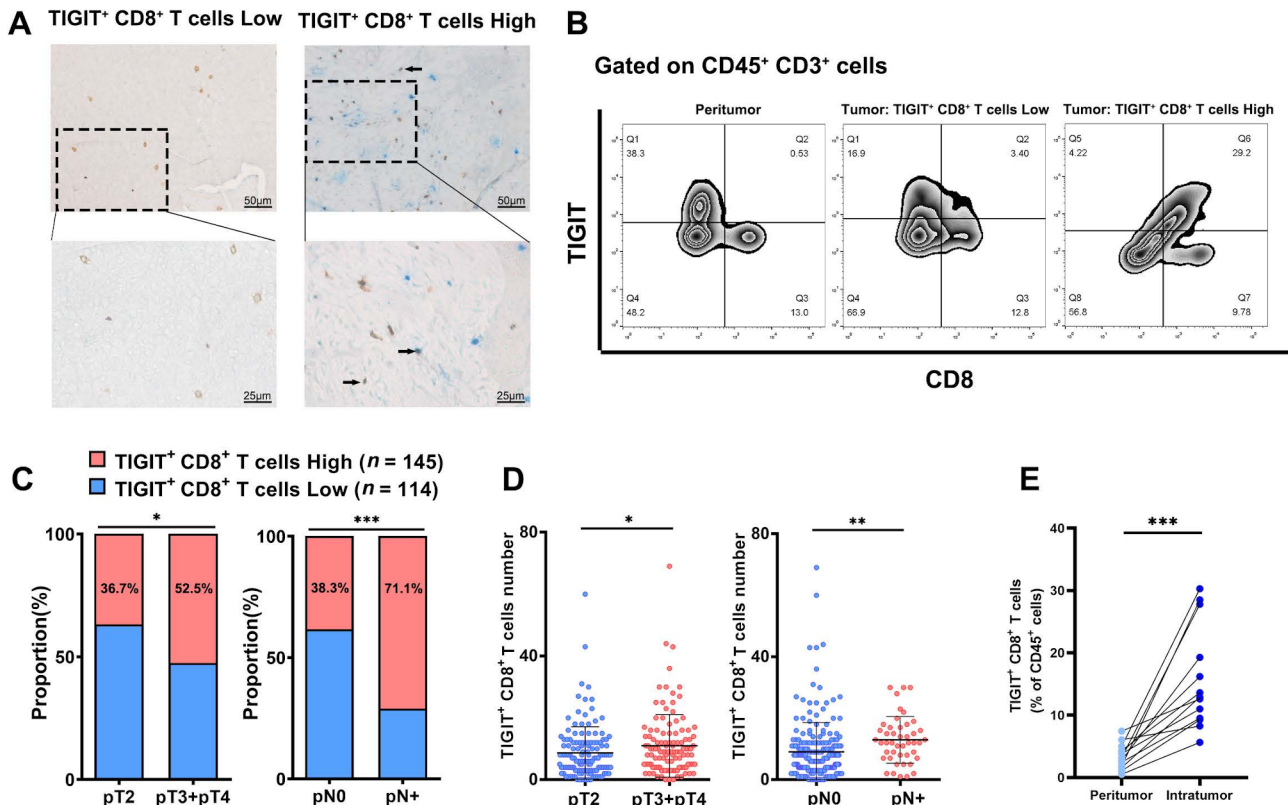 A
TIGIT⁺ CD8⁺ T cells Low
TIGIT⁺ CD8⁺ T cells High
50µm
50µm
25µm
25µm
B
Gated on CD45⁺ CD3⁺ cells
Peritumor
Tumor: TIGIT⁺ CD8⁺ T cells Low
Tumor: TIGIT⁺ CD8⁺ T cells High
TIGIT
Q1
38.3
Q2
0.53
Q4
48.2
Q3
13.0
Q1
16.9
Q2
3.40
Q4
66.9
Q3
12.8
Q5
4.22
Q6
29.2
Q8
56.8
Q7
9.78
CD8
C
TIGIT⁺ CD8⁺ T cells High (n = 145)
TIGIT⁺ CD8⁺ T cells Low (n = 114)
Proportion(%)
100
50
0
*
36.7%
52.5%
pT2
pT3+pT4
Proportion(%)
100
50
0
***
38.3%
71.1%
pN0
pN+
D
TIGIT⁺ CD8⁺ T cells number
80
60
40
20
0
*
pT2
pT3+pT4
TIGIT⁺ CD8⁺ T cells number
80
60
40
20
0
**
pN0
pN+
E
TIGIT⁺ CD8⁺ T cells
(% of CD45⁺ cells)
40
30
20
10
0
***
Peritumor
Intratumor